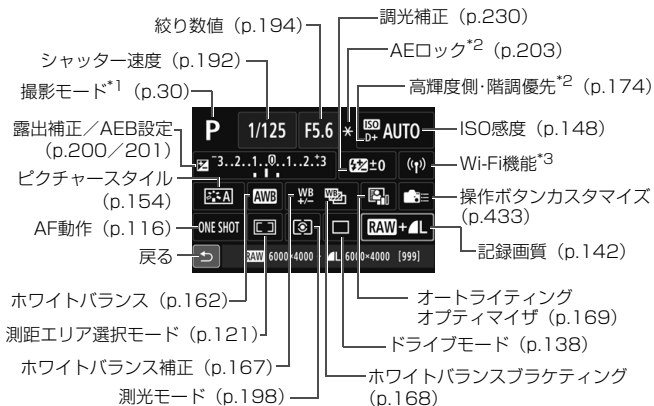 絞り数値（p.194）
調光補正（p.230）
シャッター速度（p.192）
AEロック*2（p.203）
撮影モード*1（p.30）
高輝度側・階調優先*2（p.174）
P 1/125 F5.6 * ISO D+ AUTO
ISO感度（p.148）
露出補正／AEB設定
（p.200／201）
-3..2..1..0..1..2..+3 ±0
Wi-Fi機能*3
ピクチャースタイル
（p.154）
A AWB WB +/- WB
操作ボタンカスタマイズ
（p.433）
AF動作（p.116）
ONE SHOT RAW+L
記録画質（p.142）
戻る
RAW 6000×4000 L 6000×4000 [999]
ホワイトバランス（p.162）
オートライティング
オプティマイザ（p.169）
測距エリア選択モード（p.121）
ドライブモード（p.138）
ホワイトバランス補正（p.167）
ホワイトバランスブラケティング
（p.168）
測光モード（p.198）